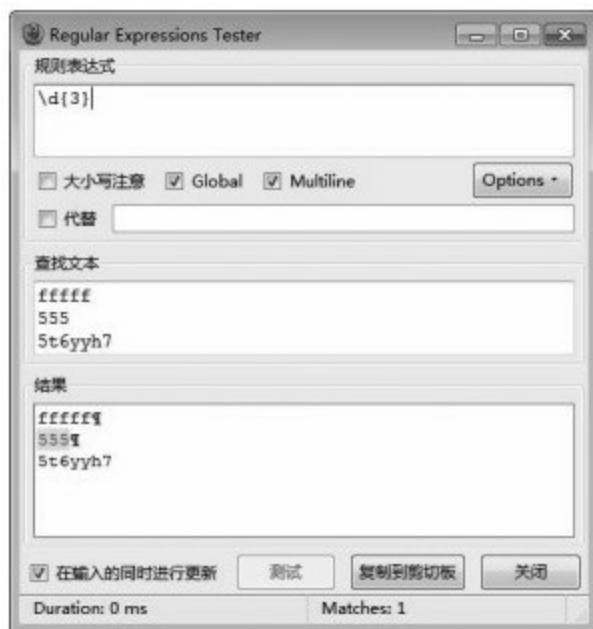 Regular Expressions Tester
规则表达式
\d{3}
大小写注意 Global Multiline Options
代替
查找文本
fffff
555
5t6yyh7
结果
fffff¶
555¶
5t6yyh7
在输入的同时进行更新 测试 复制到剪切板 关闭
Duration: 0 ms Matches: 1